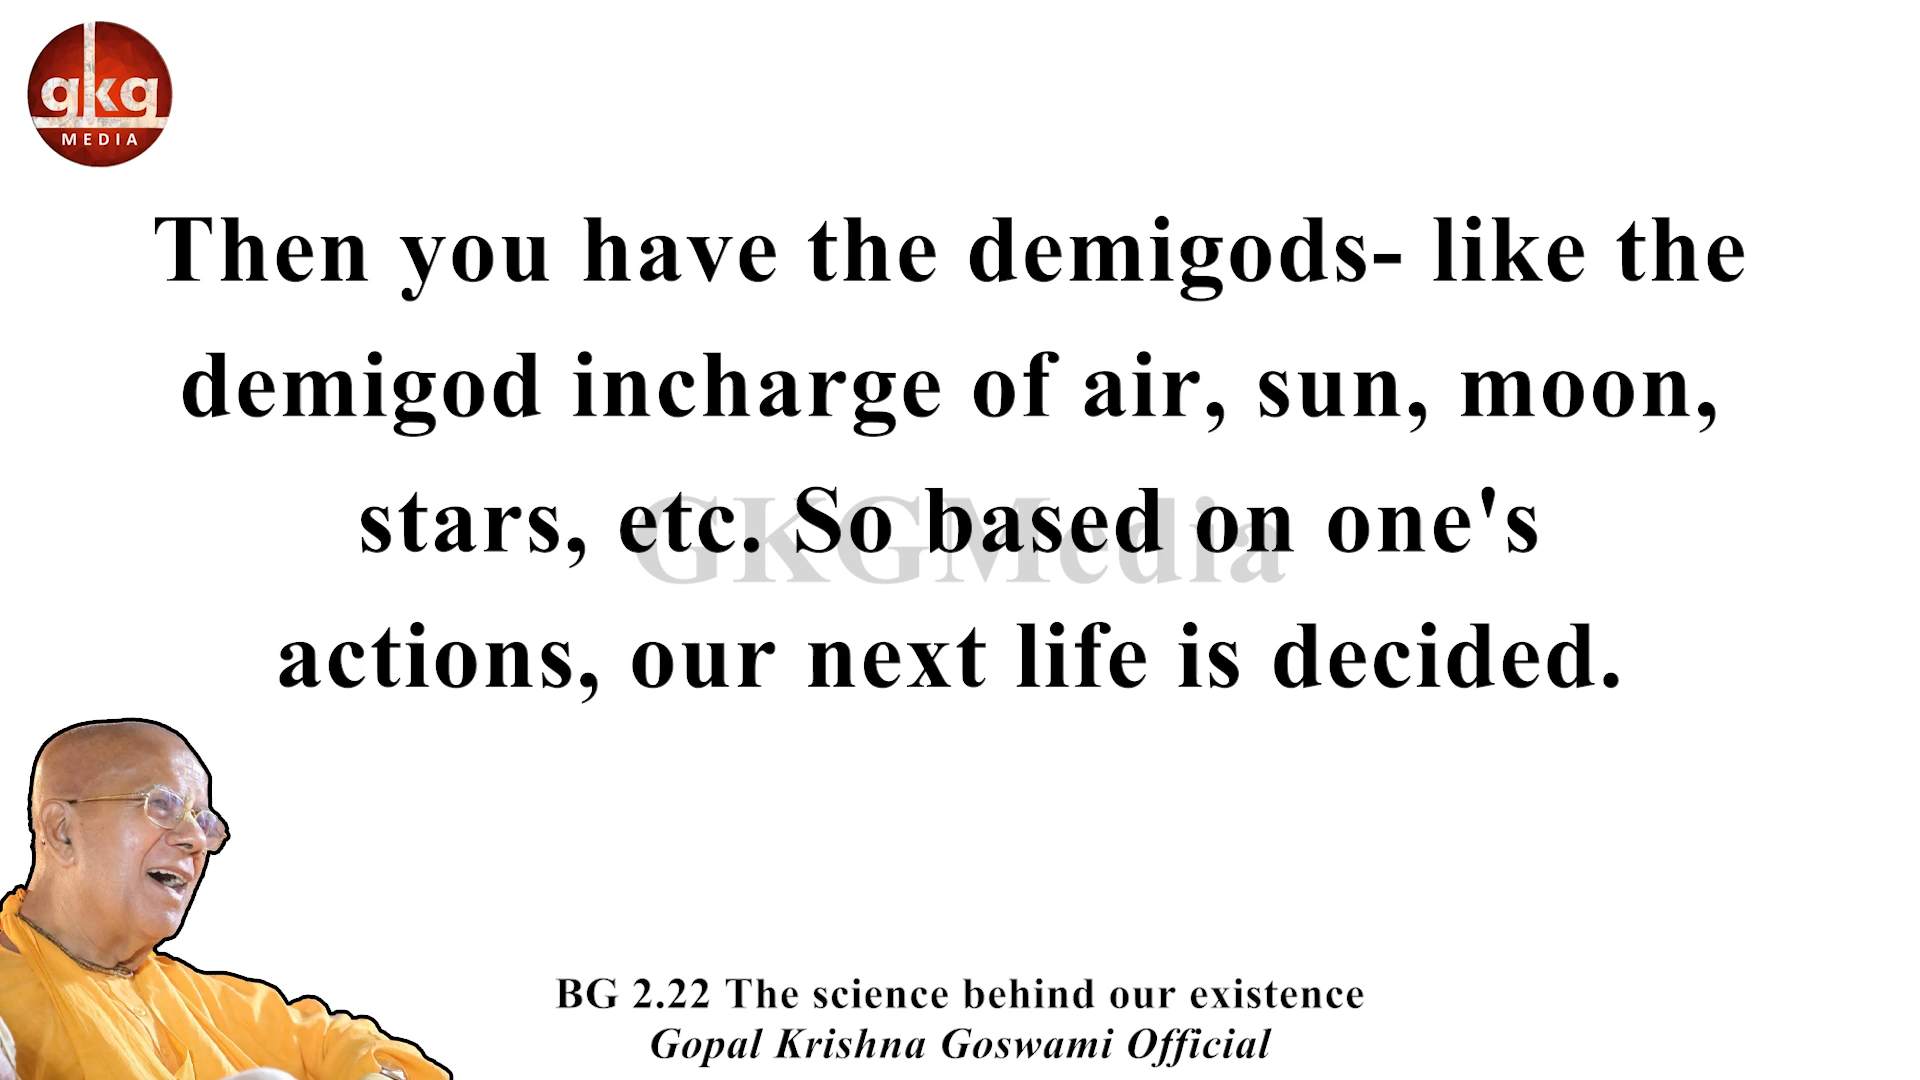 gkg
MEDIA
Then you have the demigods- like the
demigod incharge of air, sun, moon,
stars, etc. So based on one's
actions, our next life is decided.
GKGMedia
BG 2.22 The science behind our existence
Gopal Krishna Goswami Official